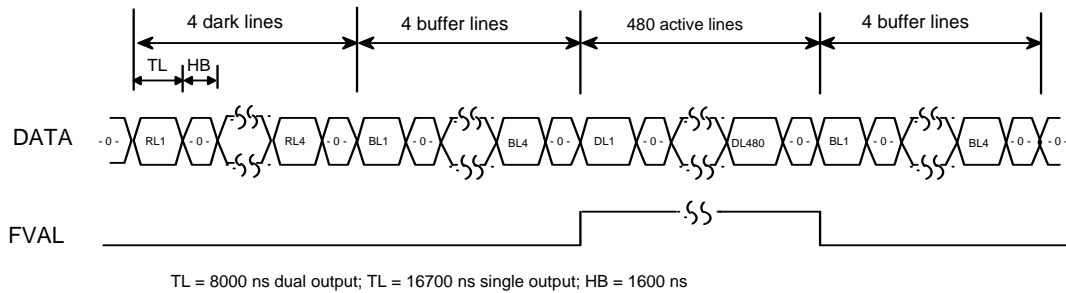 4 dark lines 4 buffer lines 480 active lines 4 buffer lines
TL HB
DATA - 0 - RL1 - 0 - RL4 - 0 - BL1 - 0 - BL4 - 0 - DL1 - 0 - DL480 - 0 - BL1 - 0 - BL4 - 0 - - 0 -
FVAL
TL = 8000 ns dual output; TL = 16700 ns single output; HB = 1600 ns